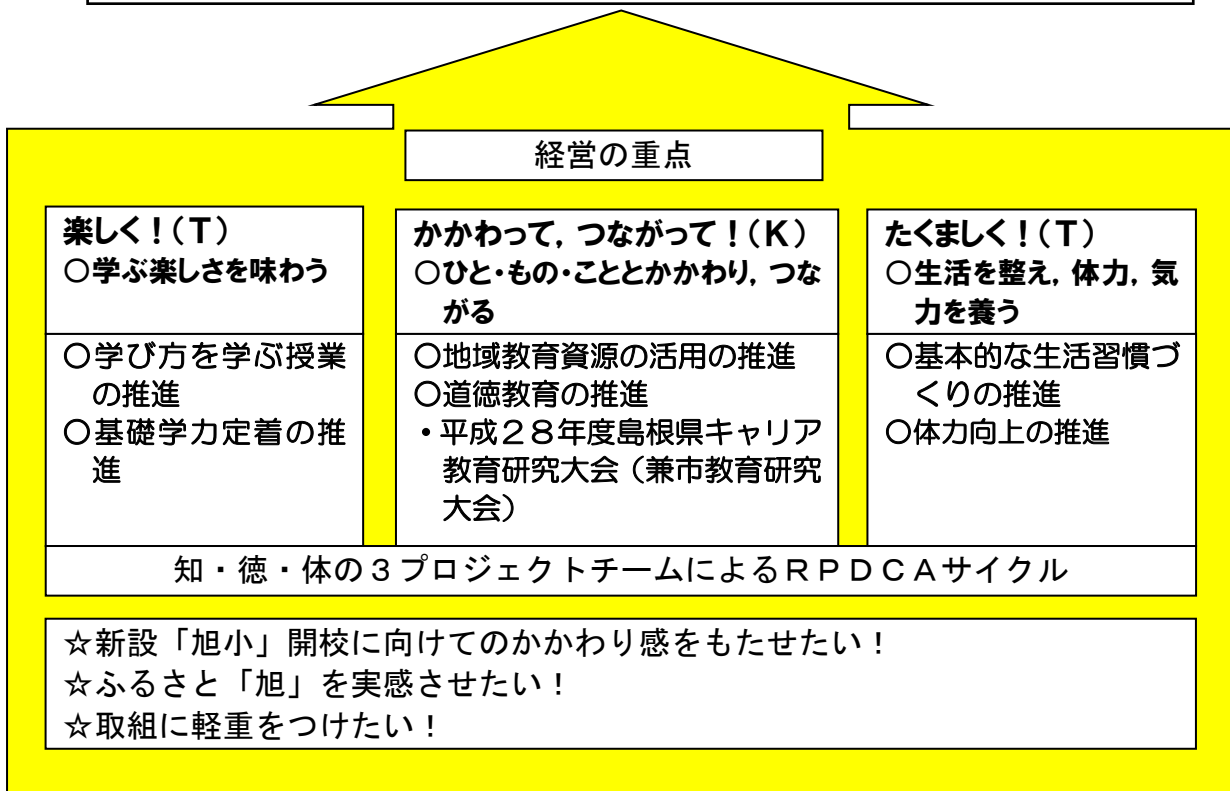 経営の重点
楽しく！（Ｔ）
○学ぶ楽しさを味わう
○学び方を学ぶ授業
の推進
○基礎学力定着の推
進
かかわって，つながって！（Ｋ）
○ひと・もの・こととかかわり，つな
がる
○地域教育資源の活用の推進
○道徳教育の推進
・平成２８年度島根県キャリア
教育研究大会（兼市教育研究
大会）
たくましく！（Ｔ）
○生活を整え，体力，気
力を養う
○基本的な生活習慣づ
くりの推進
○体力向上の推進
知・徳・体の３プロジェクトチームによるＲＰＤＣＡサイクル
☆新設「旭小」開校に向けてのかかわり感をもたせたい！
☆ふるさと「旭」を実感させたい！
☆取組に軽重をつけたい！